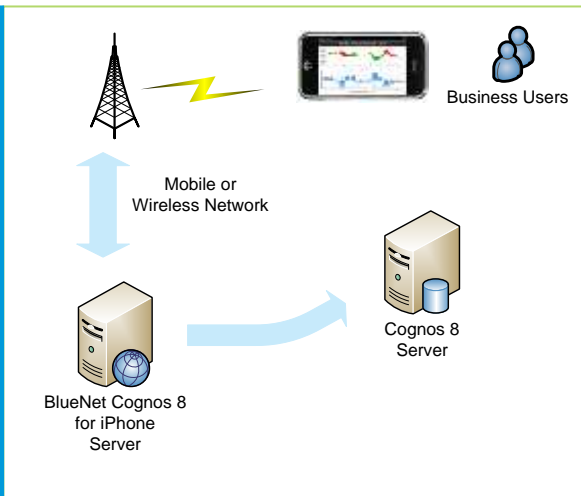 Business Users
Mobile or
Wireless Network
Cognos 8
Server
BlueNet Cognos 8
for iPhone
Server